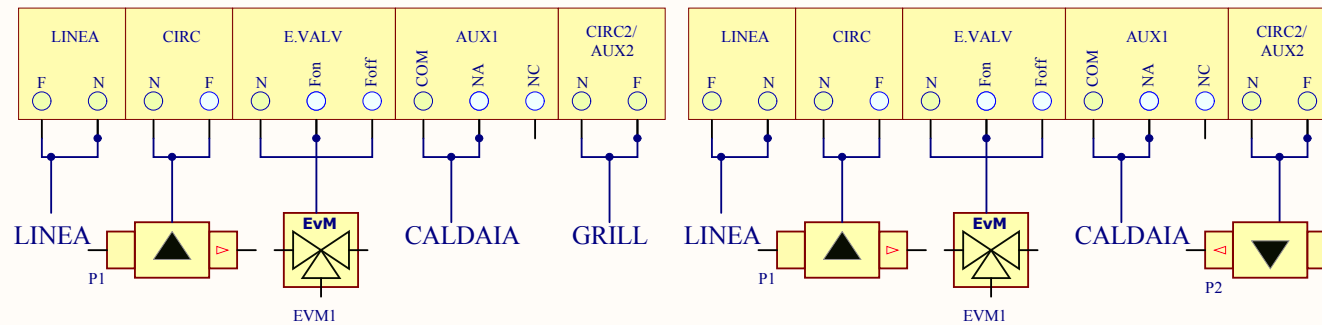 LINEA CIRC E.VALV AUX1 CIRC2/
AUX2
F N N F N Fon Foff COM NA NC N F
LINEA
P1
EvM
EVM1
CALDAIA
GRILL
LINEA CIRC E.VALV AUX1 CIRC2/
AUX2
F N N F N Fon Foff COM NA NC N F
LINEA
P1
EvM
EVM1
CALDAIA
P2